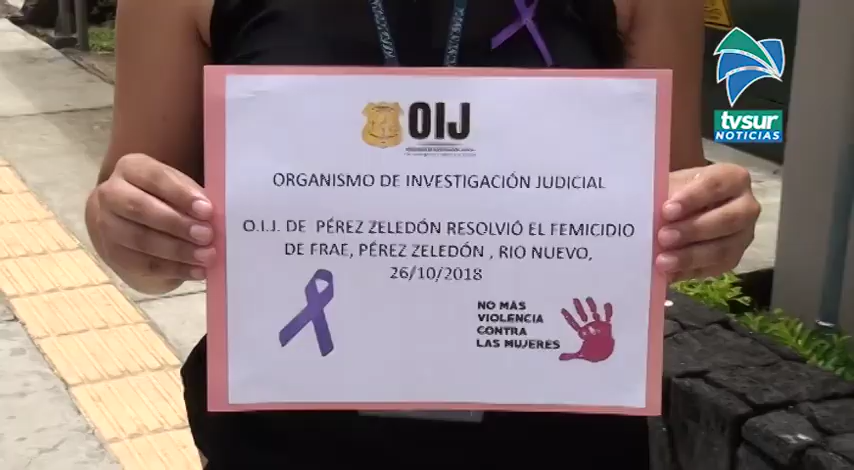 tvsur
NOTICIAS
OIJ
ORGANISMO DE INVESTIGACIÓN JUDICIAL
O.I.J. DE PÉREZ ZELEDÓN RESOLVIÓ EL FEMICIDIO
DE FRAE, PÉREZ ZELEDÓN , RIO NUEVO,
26/10/2018
NO MÁS
VIOLENCIA
CONTRA
LAS MUJERES